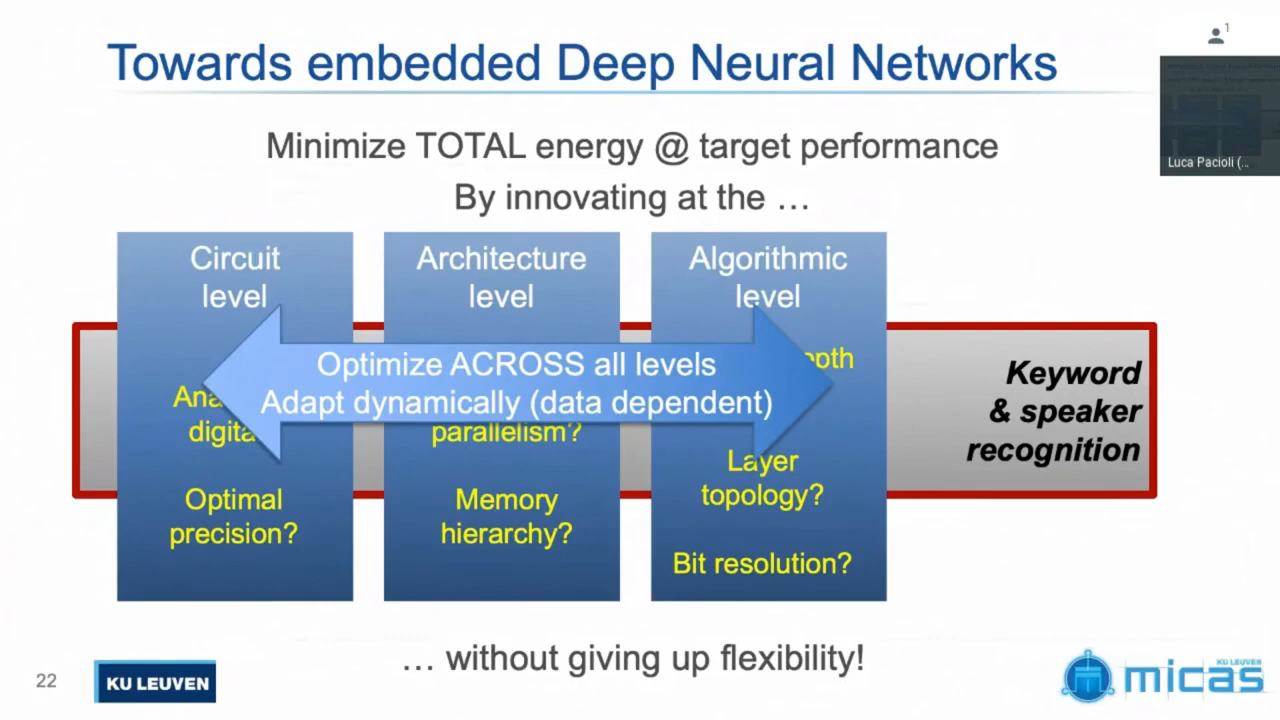 Towards embedded Deep Neural Networks
1
Luca Pacioli (...
Minimize TOTAL energy @ target performance
By innovating at the …
Circuit
level
Architecture
level
Algorithmic
level
Optimize ACROSS all levels
Adapt dynamically (data dependent)
parallelism?
Optimal
precision?
Memory
hierarchy?
Layer
topology?
Bit resolution?
Keyword
& speaker
recognition
… without giving up flexibility!
22
KU LEUVEN
KU LEUVEN
micas